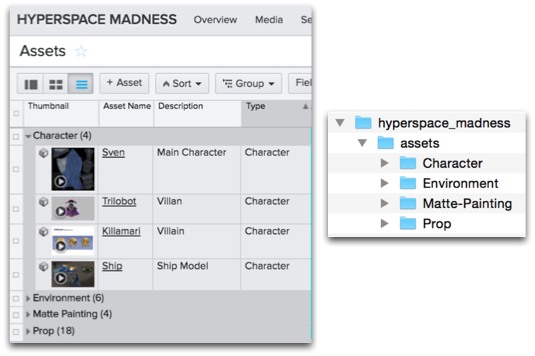 HYPERSPACE MADNESS Overview Media
Assets
+ Asset Sort Group
Thumbnail Asset Name Description Type
Character (4)
Sven Main Character Character
Trilobot Villan Character
Killamari Villain Character
Ship Ship Model Character
Environment (6)
Matte Painting (4)
Prop (18)
hyperspace_madness
assets
Character
Environment
Matte-Painting
Prop